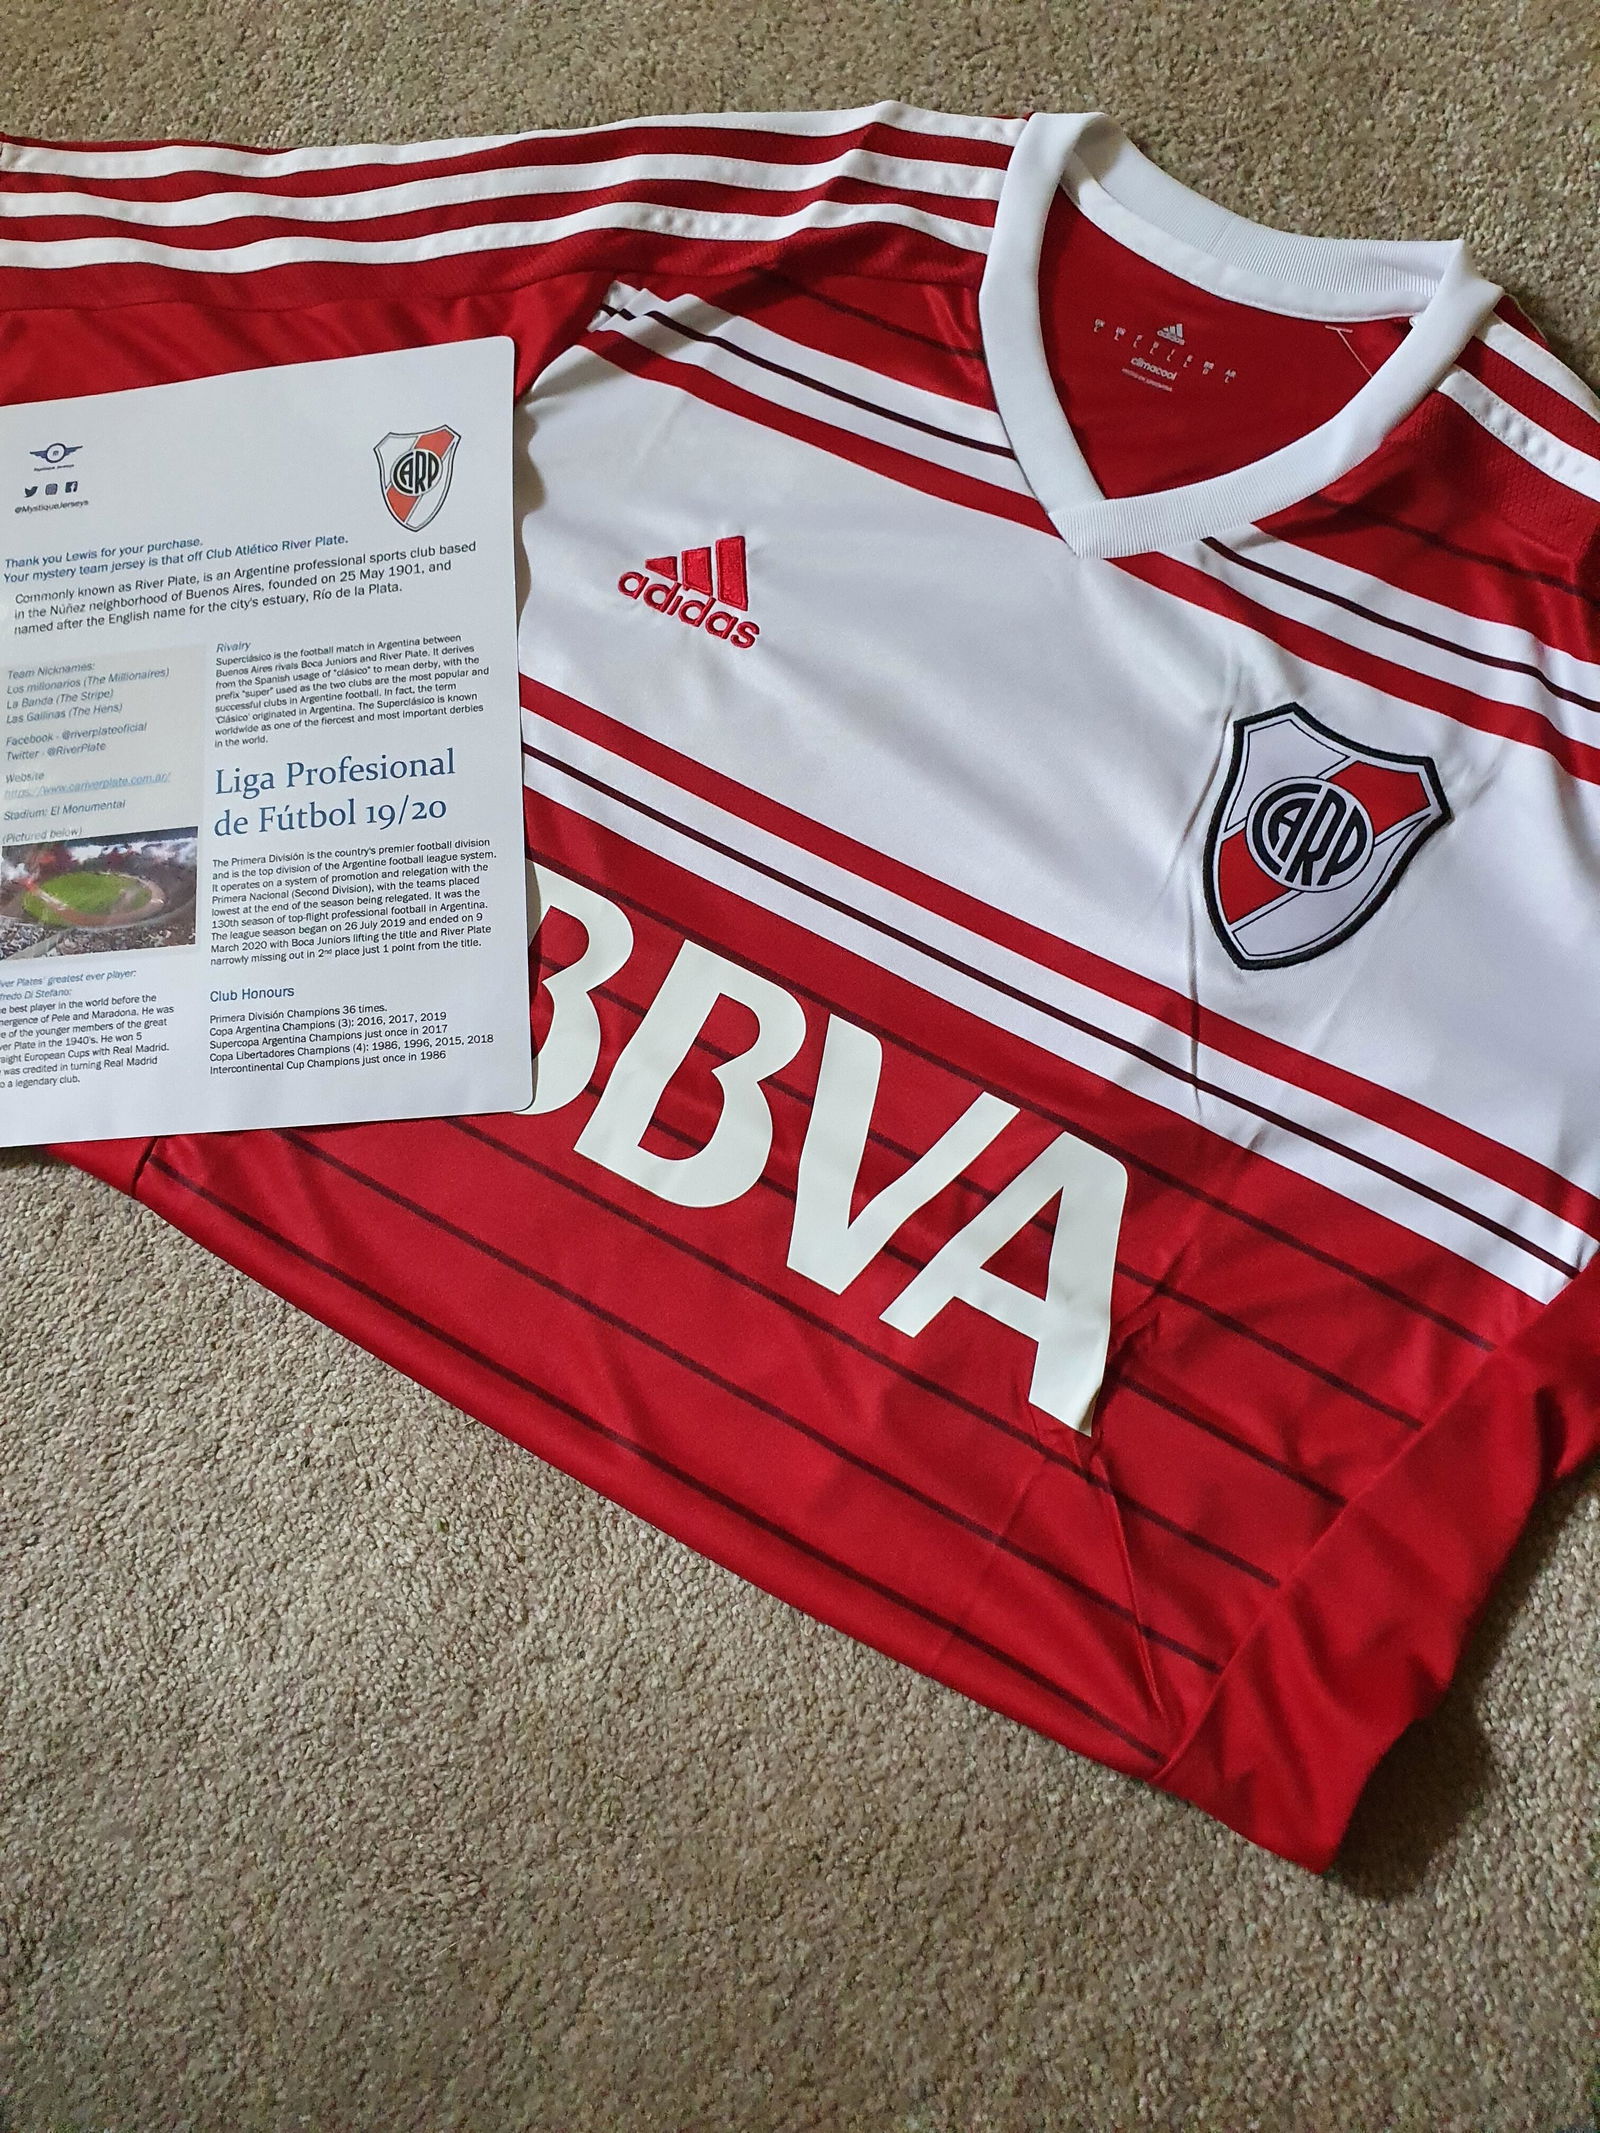 adidas
climacool
adidas
CARP
BBVA
Mystique Jerseys
@MystiqueJerseys
CARP
Thank you Lewis for your purchase.
Your mystery team jersey is that off Club Atlético River Plate.
Commonly known as River Plate, is an Argentine professional sports club based
in the Núñez neighborhood of Buenos Aires, founded on 25 May 1901, and
named after the English name for the city's estuary, Río de la Plata.
Team Nicknames:
Los milionarios (The Millionaires)
La Banda (The Stripe)
Las Gallinas (The Hens)
Facebook - @riverplateoficial
Twitter - @RiverPlate
Website
https://www.cariverplate.com.ar/
Stadium: El Monumental
(Pictured below)
ver Plates' greatest ever player:
fredo Di Stefano:
e best player in the world before the
mergence of Pele and Maradona. He was
e of the younger members of the great
ver Plate in the 1940's. He won 5
aight European Cups with Real Madrid.
was credited in turning Real Madrid
o a legendary club.
Rivalry
Superclásico is the football match in Argentina between
Buenos Aires rivals Boca Juniors and River Plate. It derives
from the Spanish usage of "clásico" to mean derby, with the
prefix "super" used as the two clubs are the most popular and
successful clubs in Argentine football. In fact, the term
'Clásico' originated in Argentina. The Superclásico is known
worldwide as one of the fiercest and most important derbies
in the world.
Liga Profesional
de Fútbol 19/20
The Primera División is the country's premier football division
and is the top division of the Argentine football league system.
It operates on a system of promotion and relegation with the
Primera Nacional (Second Division), with the teams placed
lowest at the end of the season being relegated. It was the
130th season of top-flight professional football in Argentina.
The league season began on 26 July 2019 and ended on 9
March 2020 with Boca Juniors lifting the title and River Plate
narrowly missing out in 2nd place just 1 point from the title.
Club Honours
Primera División Champions 36 times.
Copa Argentina Champions (3): 2016, 2017, 2019
Supercopa Argentina Champions just once in 2017
Copa Libertadores Champions (4): 1986, 1996, 2015, 2018
Intercontinental Cup Champions just once in 1986